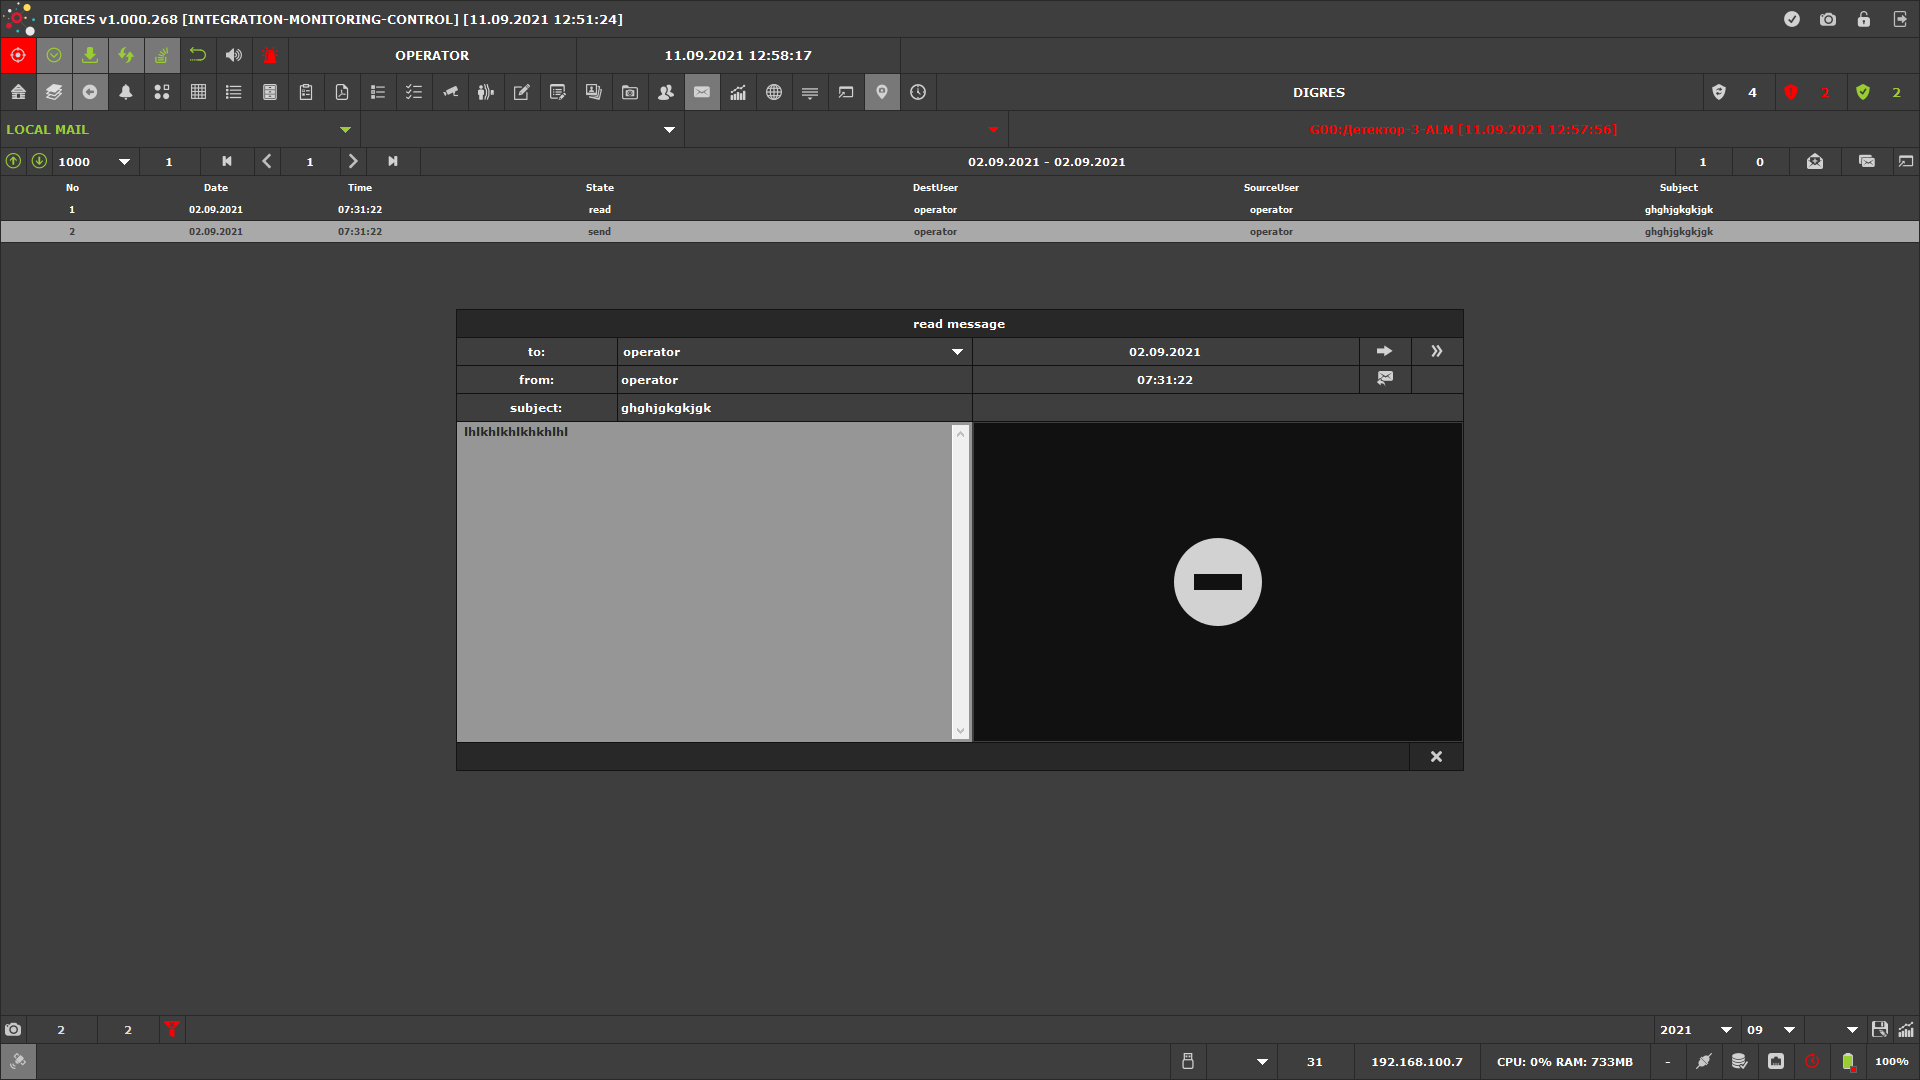 DIGRES v1.000.268 [INTEGRATION-MONITORING-CONTROL] [11.09.2021 12:51:24]
OPERATOR 11.09.2021 12:58:17
DIGRES 4 2 2
LOCAL MAIL G00:Детектор-3-ALM [11.09.2021 12:57:56]
1000 1 1 02.09.2021 - 02.09.2021 1 0
No Date Time State DestUser SourceUser Subject
1 02.09.2021 07:31:22 read operator operator ghghjgkgkjgk
2 02.09.2021 07:31:22 send operator operator ghghjgkgkjgk
read message
to: operator 02.09.2021
from: operator 07:31:22
subject: ghghjgkgkjgk
lhlkhlkhlkhkhlhl
2 2 2021 09
31 192.168.100.7 CPU: 0% RAM: 733MB - 100%